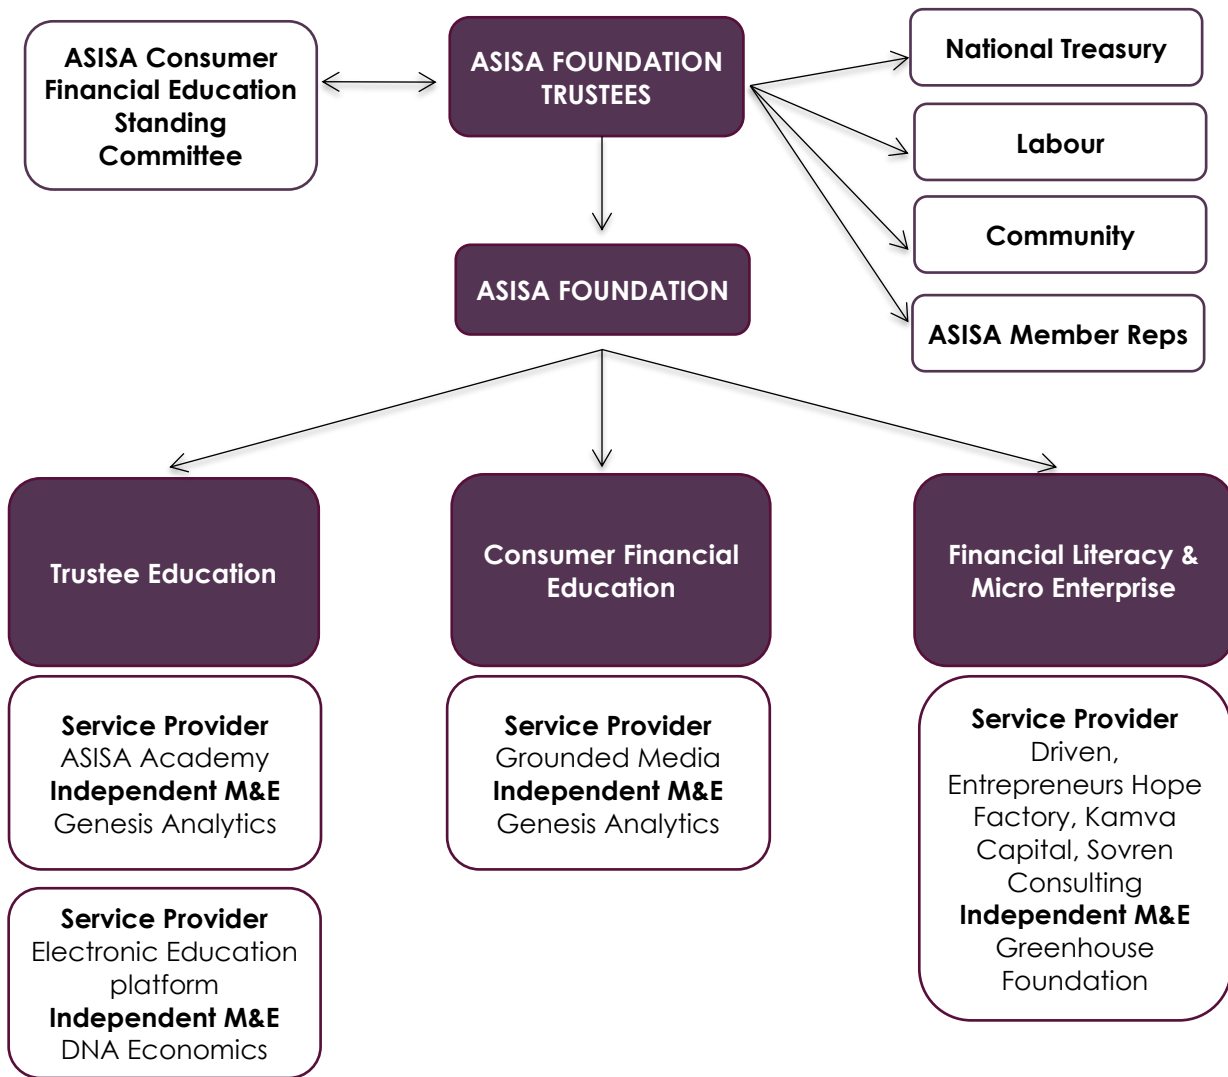 ASISA Consumer
Financial Education
Standing
Committee
ASISA FOUNDATION
TRUSTEES
National Treasury
Labour
Community
ASISA Member Reps
ASISA FOUNDATION
Trustee Education
Consumer Financial
Education
Financial Literacy &
Micro Enterprise
Service Provider
ASISA Academy
Independent M&E
Genesis Analytics
Service Provider
Electronic Education
platform
Independent M&E
DNA Economics
Service Provider
Grounded Media
Independent M&E
Genesis Analytics
Service Provider
Driven,
Entrepreneurs Hope
Factory, Kamva
Capital, Sovren
Consulting
Independent M&E
Greenhouse
Foundation